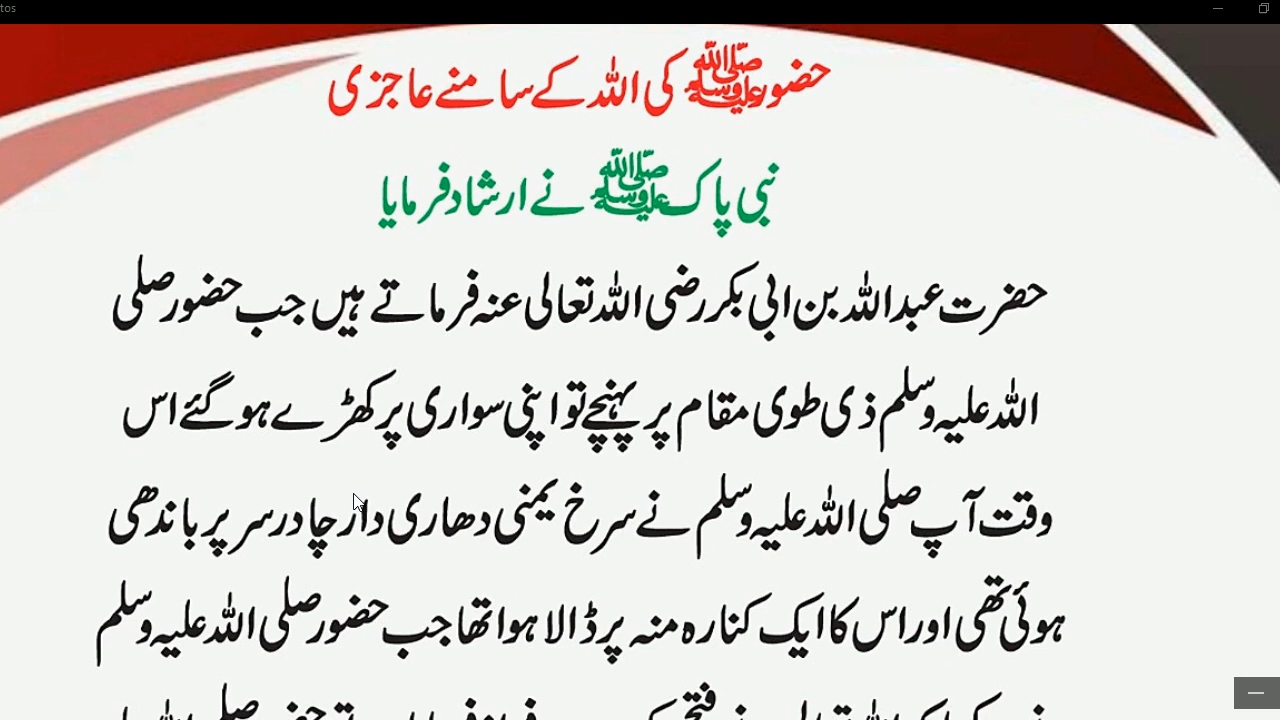 tos
حضورﷺ کی اللہ کے سامنے عاجزی
نبی پاکﷺ نے ارشاد فرمایا
حضرت عبداللہ بن ابی بکر رضی اللہ تعالی عنہ فرماتے ہیں جب حضور صلی
اللہ علیہ وسلم ذی طوی مقام پر پہنچے تو اپنی سواری پر کھڑے ہو گئے اس
وقت آپ صلی اللہ علیہ وسلم نے سرخ یمنی دھاری دار چادر سر پر باندھی
ہوئی تھی اور اس کا ایک کنارہ منہ پر ڈالا ہوا تھا جب حضور صلی اللہ علیہ وسلم